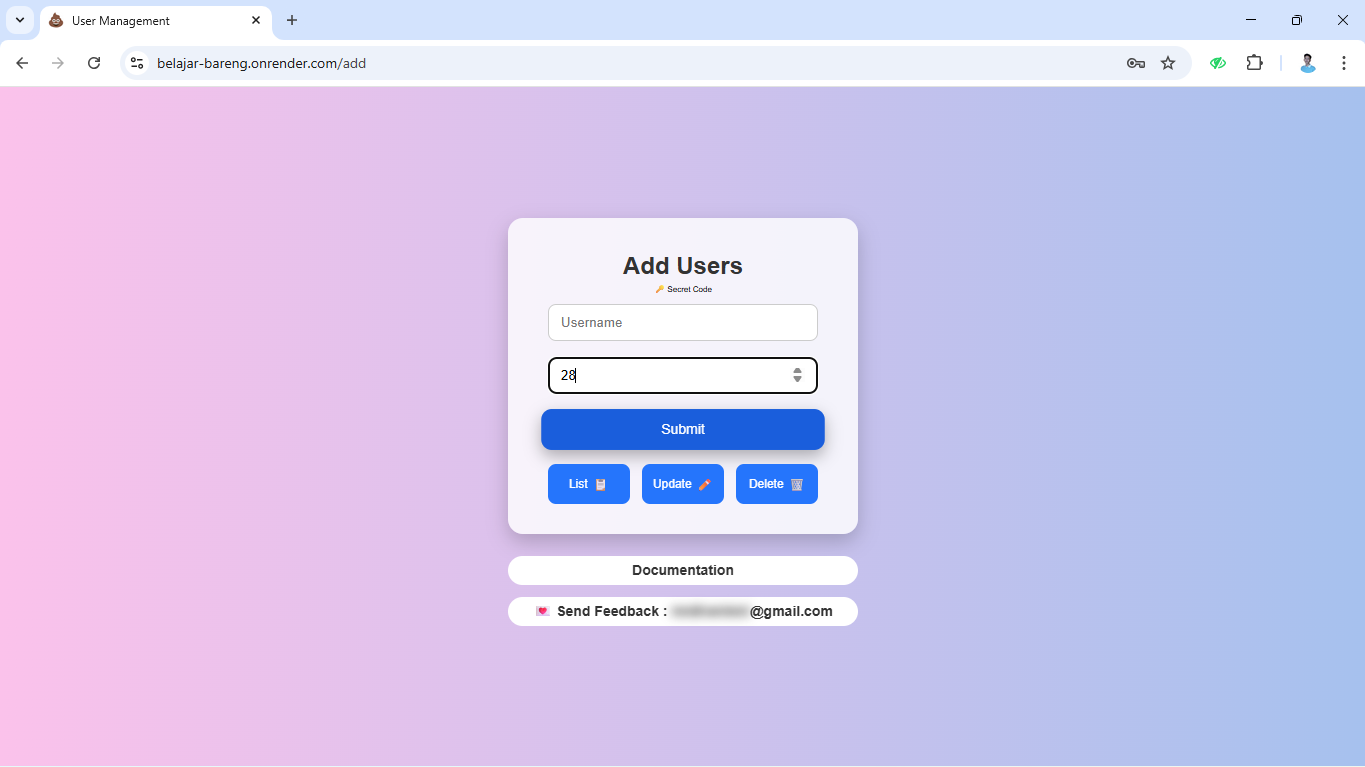 User Management
belajar-bareng.onrender.com/add
Add Users
🔑 Secret Code
Username
28
Submit
List 📋 Update ✏️ Delete 🗑️
Documentation
💌 Send Feedback : @gmail.com